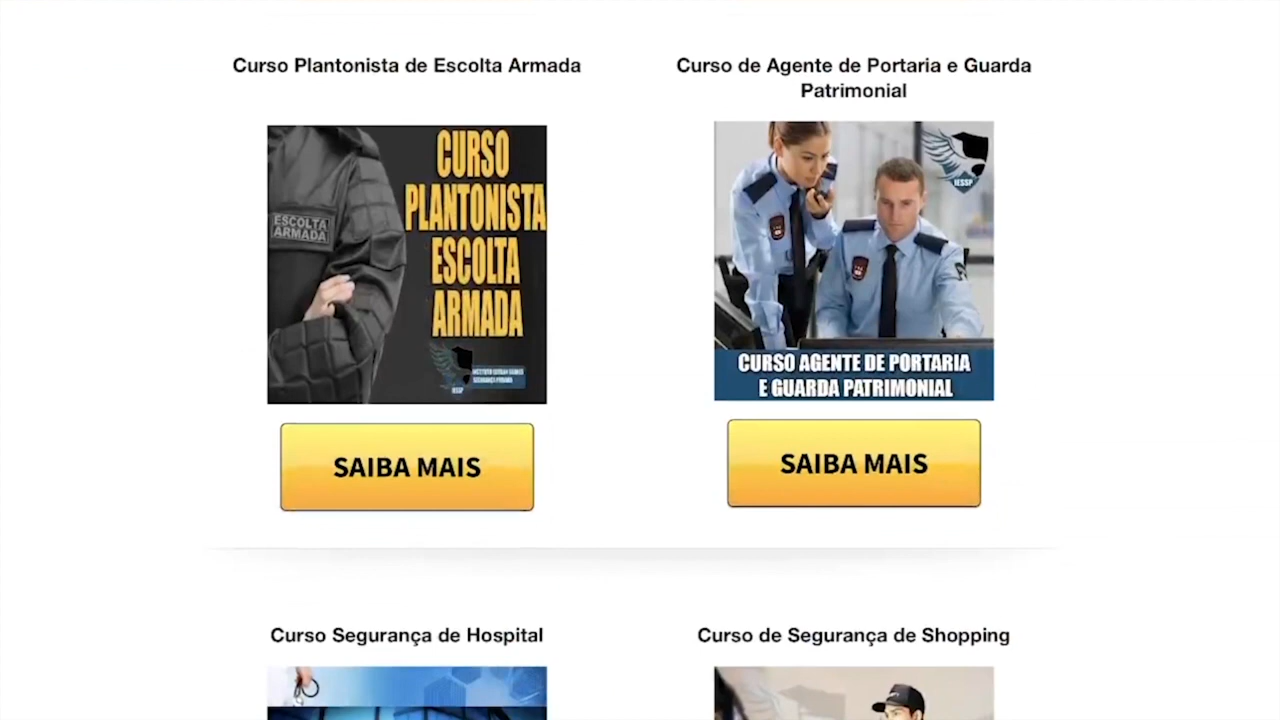 Curso Plantonista de Escolta Armada
Curso de Agente de Portaria e Guarda
Patrimonial
ESCOLTA
ARMADA
CURSO
PLANTONISTA
ESCOLTA
ARMADA
IESSP
IESSP
CURSO AGENTE DE PORTARIA
E GUARDA PATRIMONIAL
SAIBA MAIS
SAIBA MAIS
Curso Segurança de Hospital
Curso de Segurança de Shopping